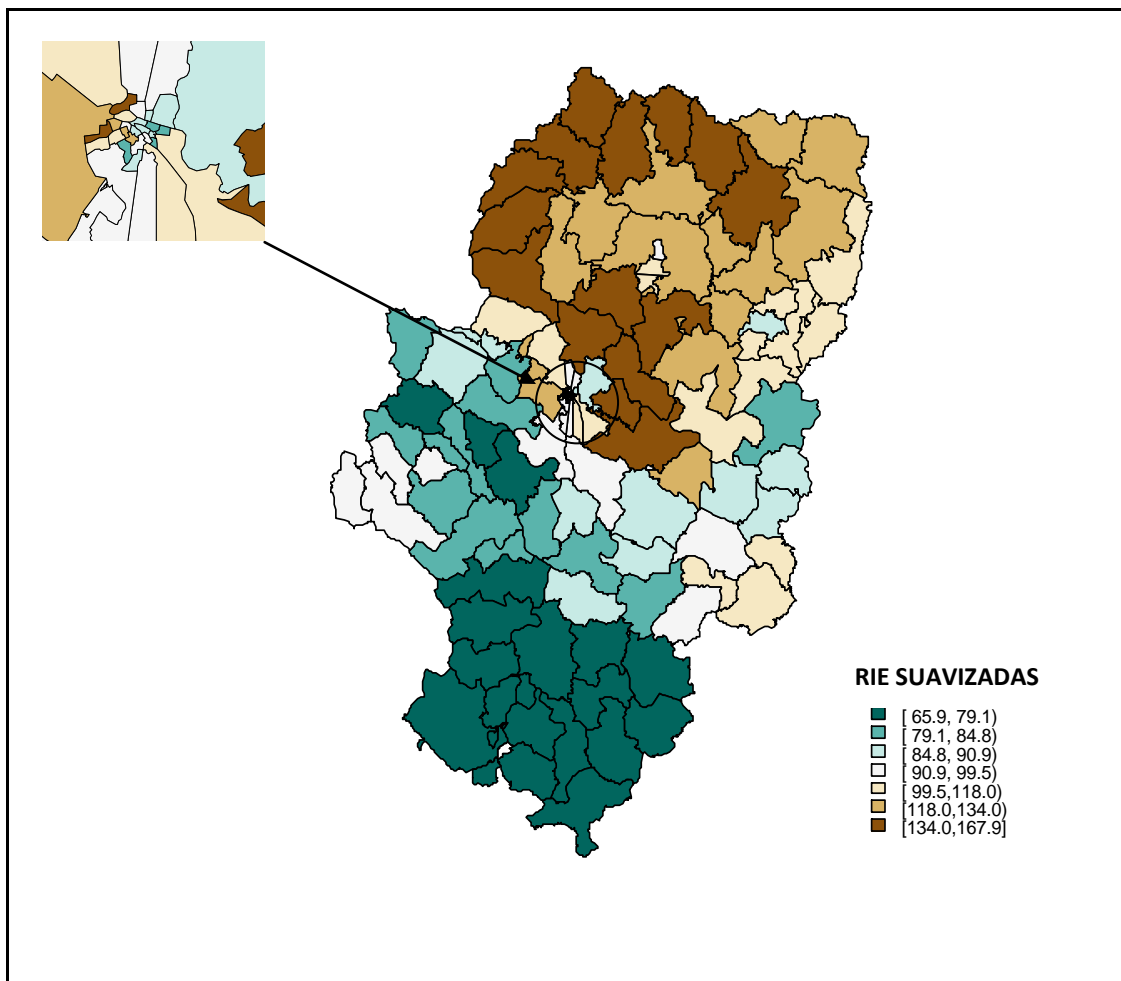 RIE SUAVIZADAS
[ 65.9, 79.1)
[ 79.1, 84.8)
[ 84.8, 90.9)
[ 90.9, 99.5)
[ 99.5,118.0)
[118.0,134.0)
[134.0,167.9]